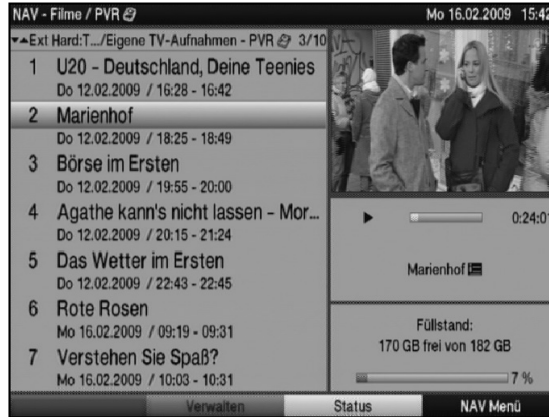 NAV - Filme / PVR
Mo 16.02.2009 15:42
Ext Hard:T.../Eigene TV-Aufnahmen - PVR 3/10
1 U20 - Deutschland, Deine Teenies
Do 12.02.2009 / 16:28 - 16:42
2 Marienhof
Do 12.02.2009 / 18:25 - 18:49
3 Börse im Ersten
Do 12.02.2009 / 19:55 - 20:00
4 Agathe kann's nicht lassen - Mor...
Do 12.02.2009 / 20:15 - 21:24
5 Das Wetter im Ersten
Do 12.02.2009 / 22:43 - 22:45
6 Rote Rosen
Mo 16.02.2009 / 09:19 - 09:31
7 Verstehen Sie Spaß?
Mo 16.02.2009 / 10:03 - 10:31
0:24:01
Marienhof
Füllstand:
170 GB frei von 182 GB
7 %
Verwalten
Status
NAV Menü